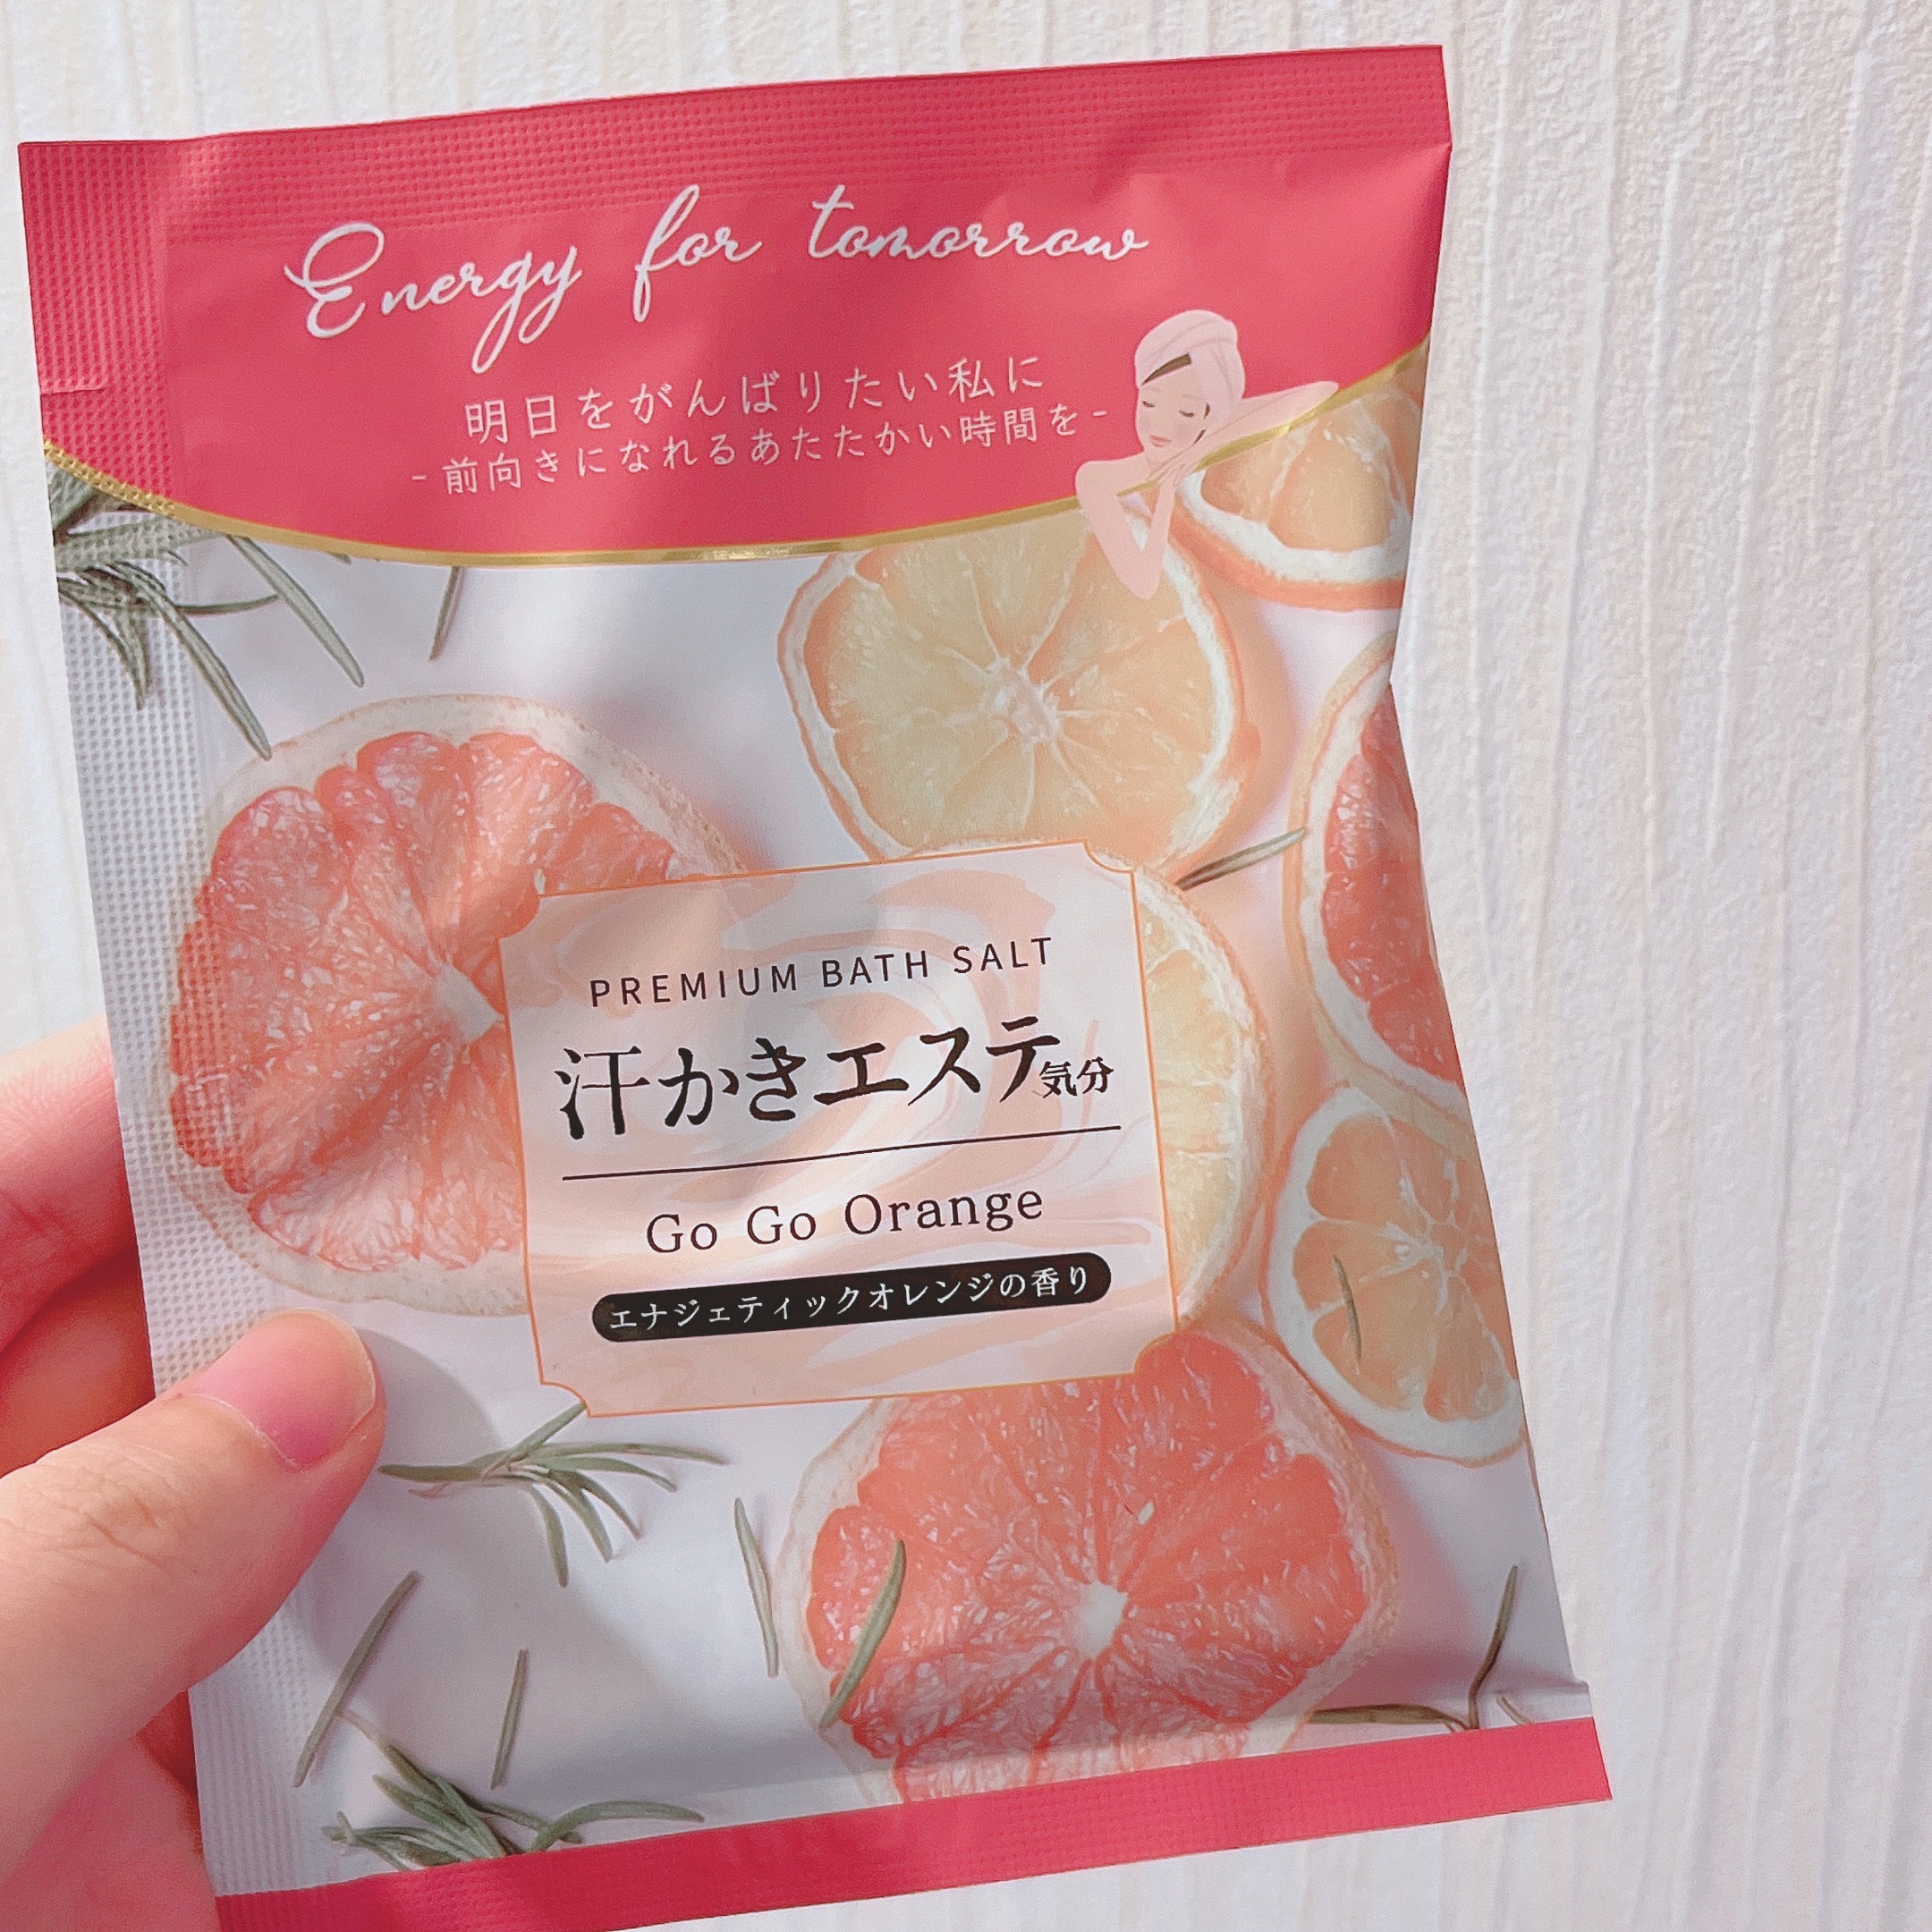 Energy for tomorrow
明日をがんばりたい私に
-前向きになれるあたたかい時間を-
PREMIUM BATH SALT
汗かきエステ気分
Go Go Orange
エナジェティックオレンジの香り